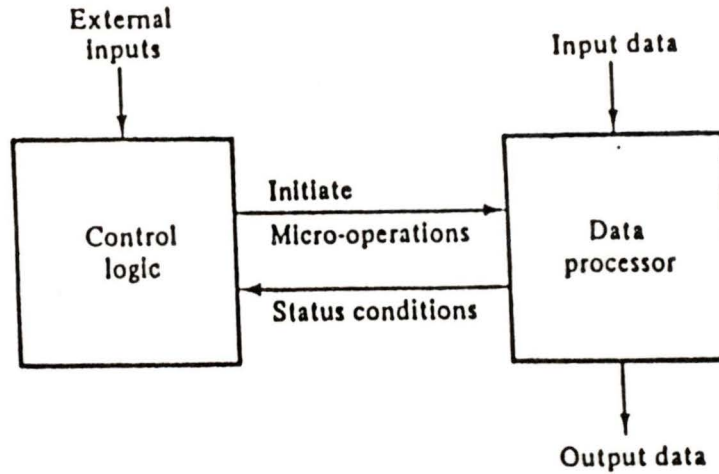 External
inputs
Input data
Initiate
Micro-operations
Control
logic
Data
processor
Status conditions
Output data